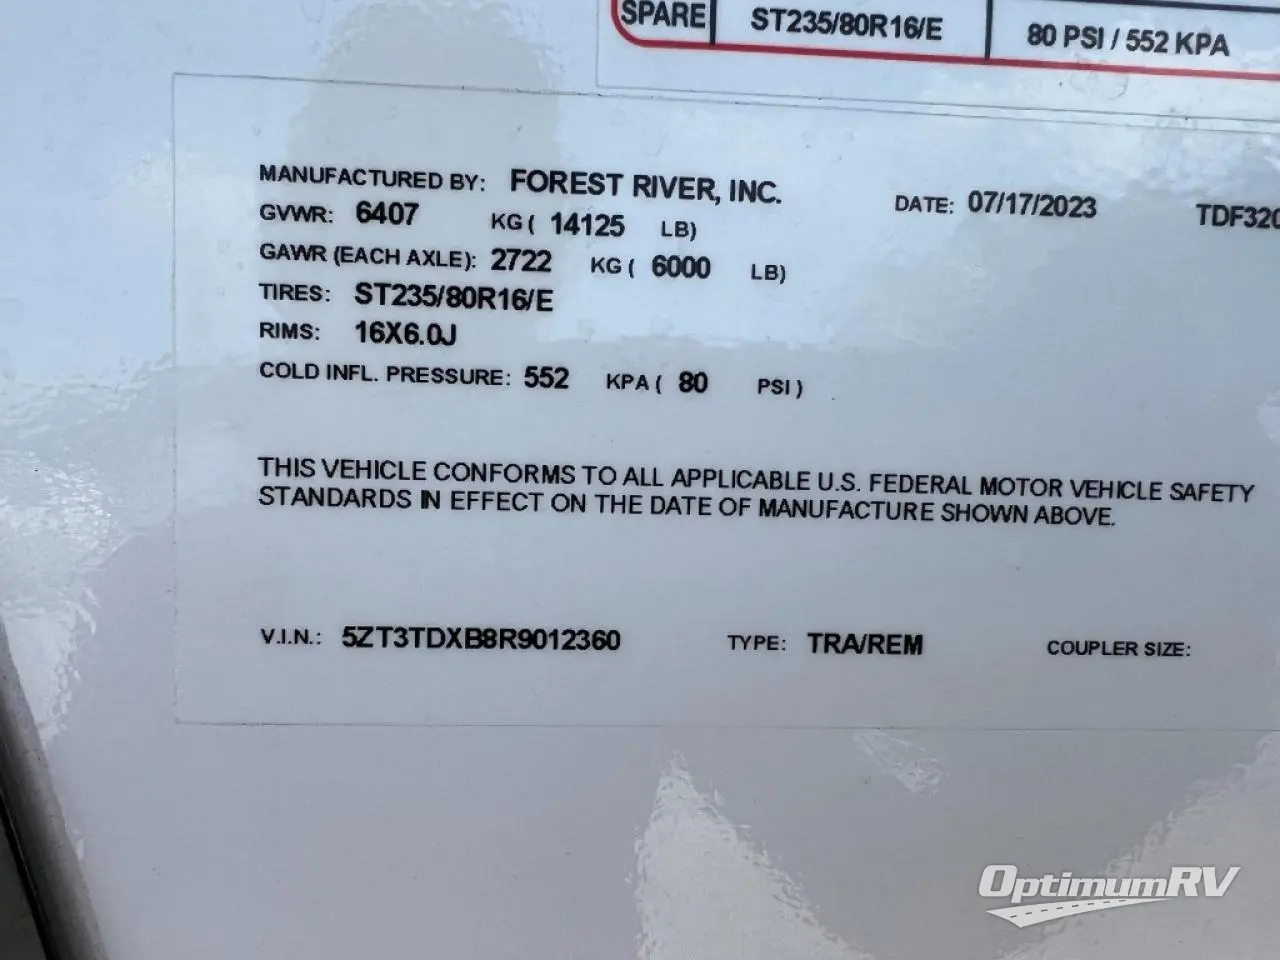 SPARE ST235/80R16/E 80 PSI / 552 KPA
MANUFACTURED BY: FOREST RIVER, INC. DATE: 07/17/2023 TDF320
GVWR: 6407 KG ( 14125 LB)
GAWR (EACH AXLE): 2722 KG ( 6000 LB)
TIRES: ST235/80R16/E
RIMS: 16X6.0J
COLD INFL. PRESSURE: 552 KPA ( 80 PSI )
THIS VEHICLE CONFORMS TO ALL APPLICABLE U.S. FEDERAL MOTOR VEHICLE SAFETY
STANDARDS IN EFFECT ON THE DATE OF MANUFACTURE SHOWN ABOVE.
V.I.N.: 5ZT3TDXB8R9012360 TYPE: TRA/REM COUPLER SIZE:
OptimumRV